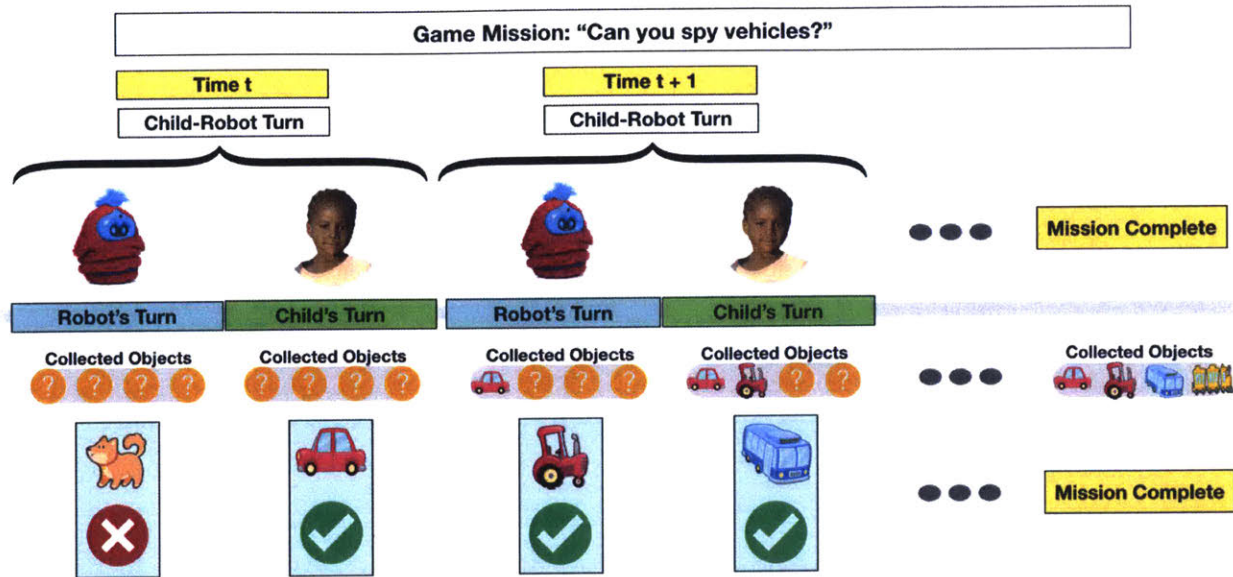 Game Mission: “Can you spy vehicles?”
Time t
Time t + 1
Child-Robot Turn
Child-Robot Turn
Mission Complete
Robot's Turn
Child's Turn
Robot's Turn
Child's Turn
Collected Objects
Collected Objects
Collected Objects
Collected Objects
Collected Objects
? ? ? ?
? ? ? ?
? ? ?
? ?
Mission Complete